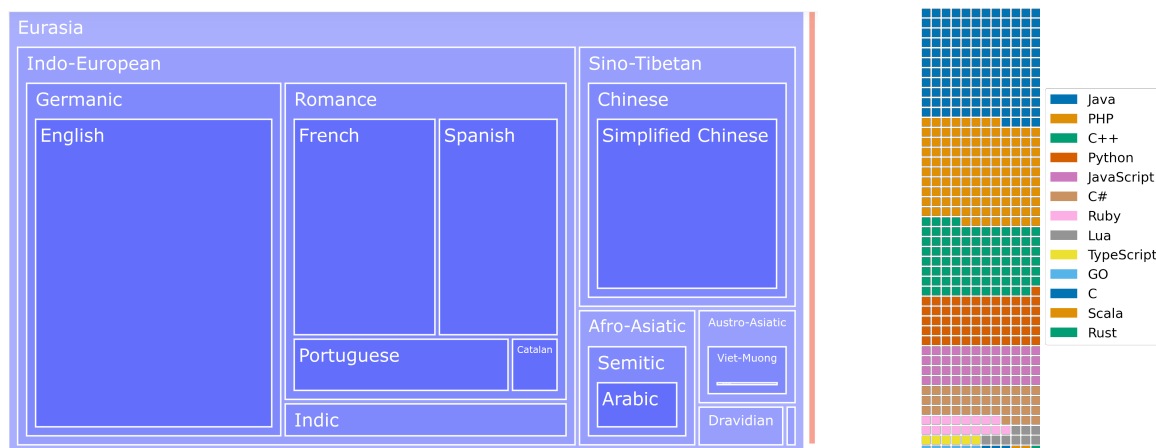 Eurasia
Indo-European
Germanic
English
Romance
French
Spanish
Portuguese
Catalan
Indic
Sino-Tibetan
Chinese
Simplified Chinese
Afro-Asiatic
Semitic
Arabic
Austro-Asiatic
Viet-Muong
Dravidian
Java
PHP
C++
Python
JavaScript
C#
Ruby
Lua
TypeScript
GO
C
Scala
Rust